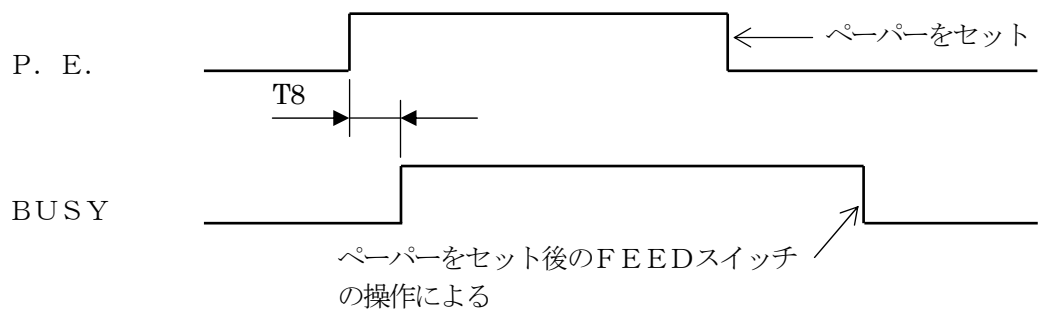 ペーパーをセット
Ｐ．Ｅ．
T8
ＢＵＳＹ
ペーパーをセット後のＦＥＥＤスイッチ
の操作による